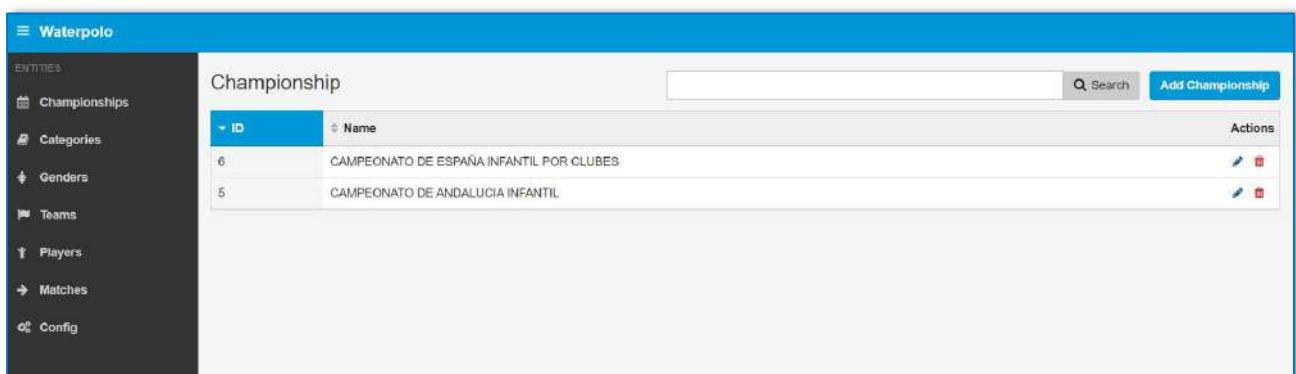 Waterpolo
ENTITIES
Championships
Categories
Genders
Teams
Players
Matches
Config
Championship
Search
Add Championship
ID Name Actions
6 CAMPEONATO DE ESPAÑA INFANTIL POR CLUBES
5 CAMPEONATO DE ANDALUCIA INFANTIL